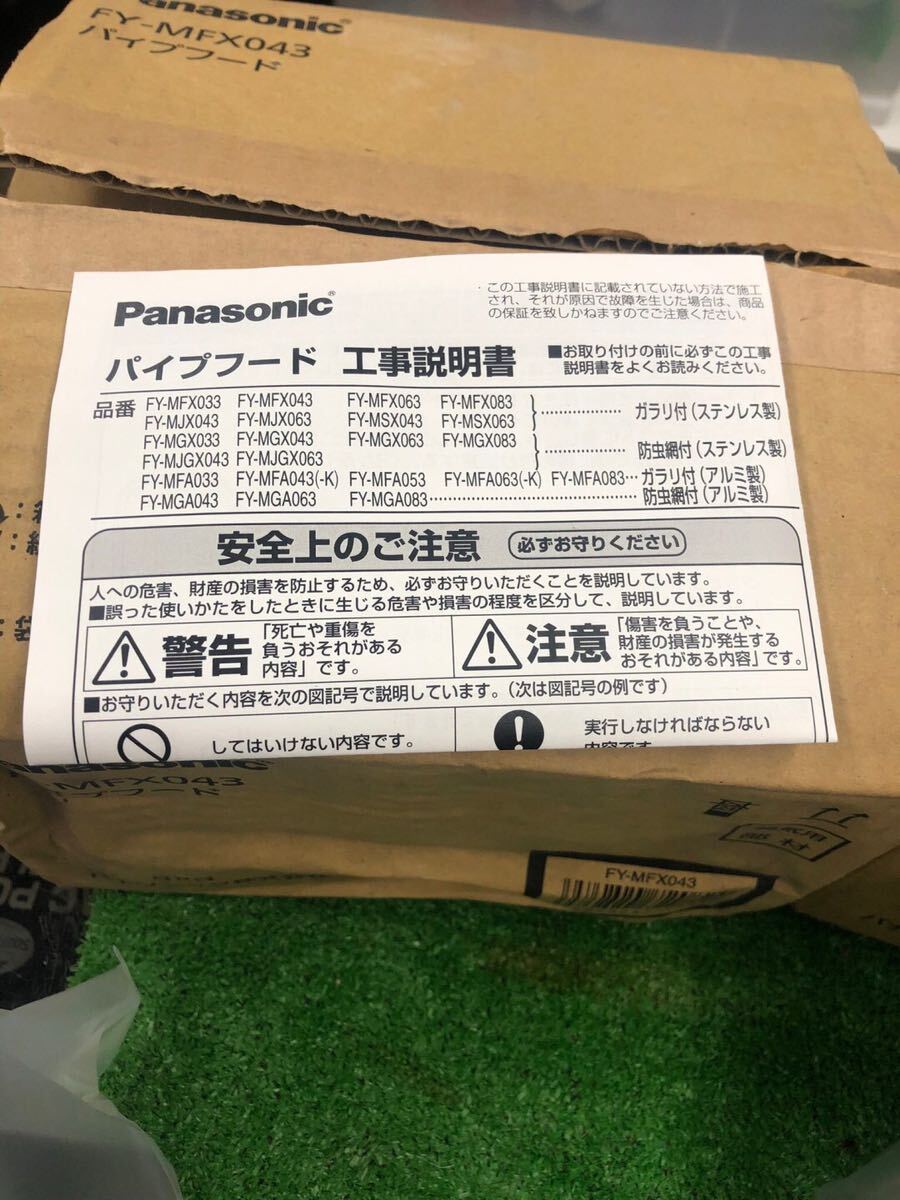 Panasonic
FY-MFX043
パイプフード
Panasonic®
・この工事説明書に記載されていない方法で施工
され、それが原因で故障を生じた場合は、商品
の保証を致しかねますのでご注意ください。
パイプフード 工事説明書
■お取り付けの前に必ずこの工事
説明書をよくお読みください。
品番 FY-MFX033 FY-MFX043 FY-MFX063 FY-MFX083
FY-MJX043 FY-MJX063 FY-MSX043 FY-MSX063
ガラリ付(ステンレス製)
FY-MGX033 FY-MGX043 FY-MGX063 FY-MGX083
FY-MJGX043 FY-MJGX063
防虫網付(ステンレス製)
FY-MFA033 FY-MFA043(-K) FY-MFA053 FY-MFA063(-K) FY-MFA083…ガラリ付(アルミ製)
FY-MGA043 FY-MGA063 FY-MGA083……防虫網付(アルミ製)
安全上のご注意 必ずお守りください
人への危害、財産の損害を防止するため、必ずお守りいただくことを説明しています。
■誤った使いかたをしたときに生じる危害や損害の程度を区分して、説明しています。
警告 「死亡や重傷を
負うおそれがある
内容」です。
注意 「傷害を負うことや、
財産の損害が発生する
おそれがある内容」です。
■お守りいただく内容を次の図記号で説明しています。(次は図記号の例です)
してはいけない内容です。
実行しなければならない
内容です
Panasonic
-MFX043
イプフード
FY-MFX043